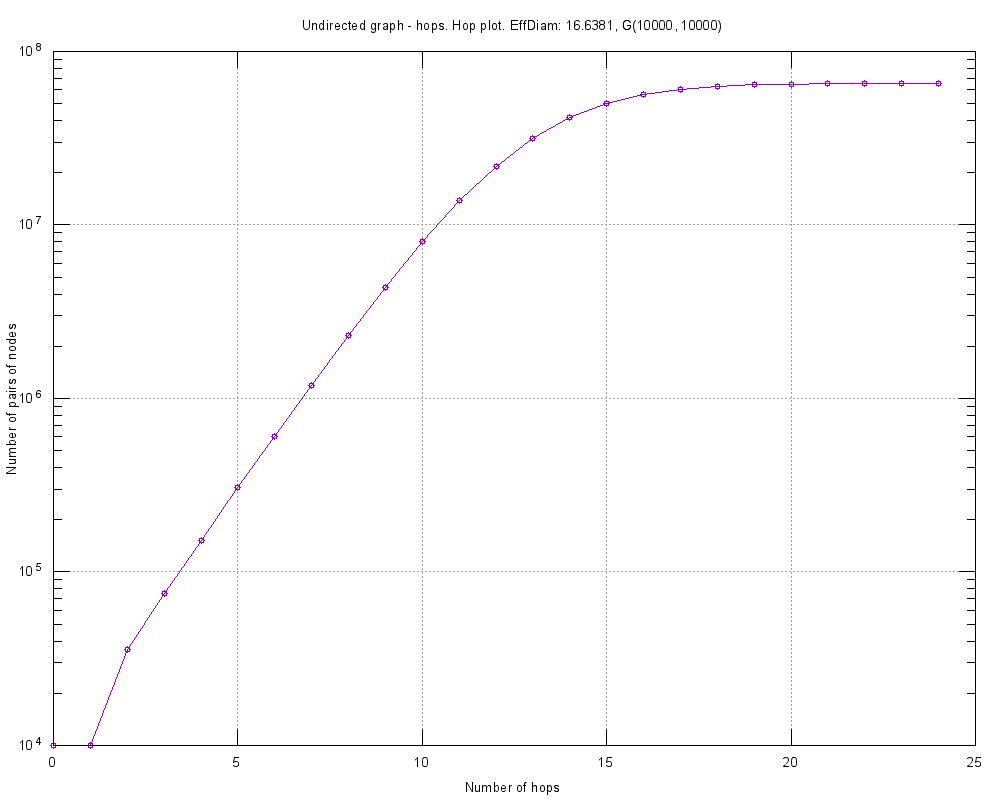 Undirected graph - hops. Hop plot. EffDiam: 16.6381, G(10000, 10000)
10^8
10^7
10^6
10^5
10^4
Number of pairs of nodes
0 5 10 15 20 25
Number of hops